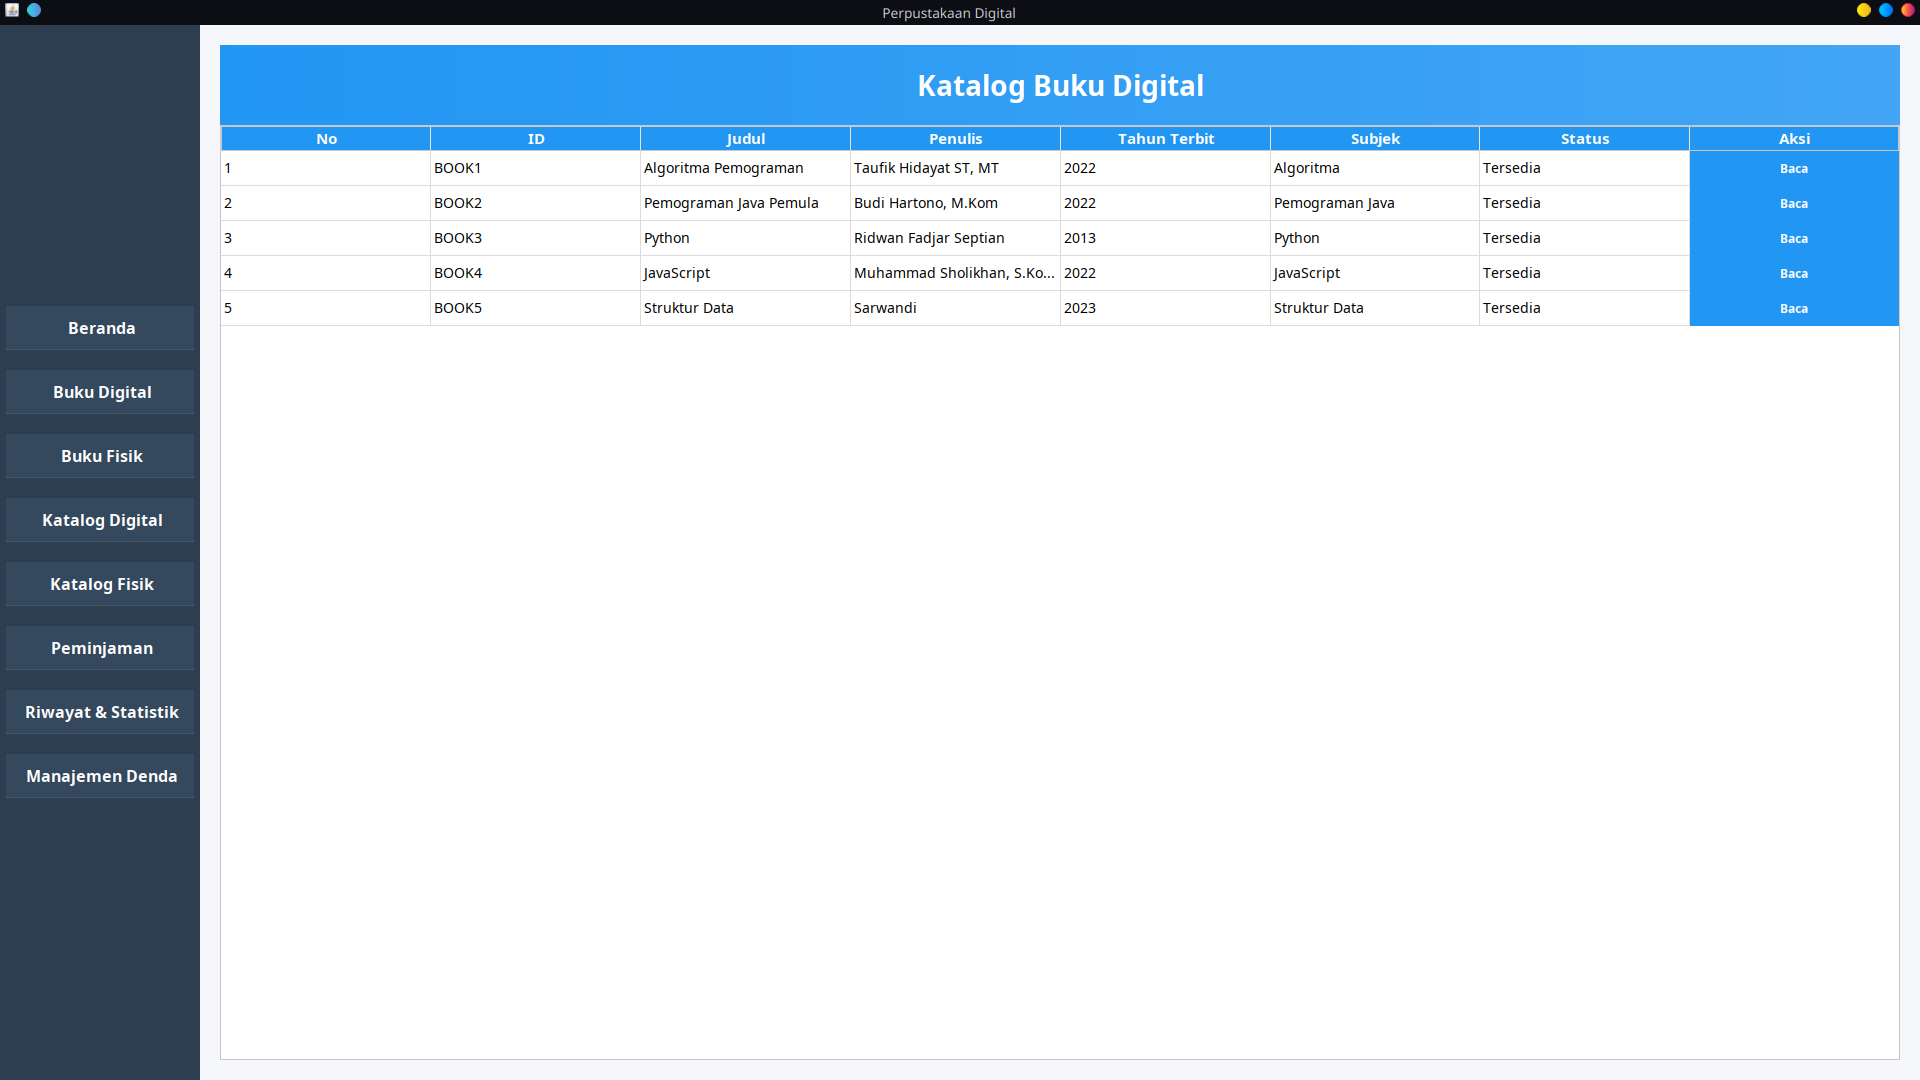 Perpustakaan Digital
Beranda
Buku Digital
Buku Fisik
Katalog Digital
Katalog Fisik
Peminjaman
Riwayat & Statistik
Manajemen Denda
Katalog Buku Digital
No ID Judul Penulis Tahun Terbit Subjek Status Aksi
1 BOOK1 Algoritma Pemograman Taufik Hidayat ST, MT 2022 Algoritma Tersedia Baca
2 BOOK2 Pemograman Java Pemula Budi Hartono, M.Kom 2022 Pemograman Java Tersedia Baca
3 BOOK3 Python Ridwan Fadjar Septian 2013 Python Tersedia Baca
4 BOOK4 JavaScript Muhammad Sholikhan, S.Ko... 2022 JavaScript Tersedia Baca
5 BOOK5 Struktur Data Sarwandi 2023 Struktur Data Tersedia Baca